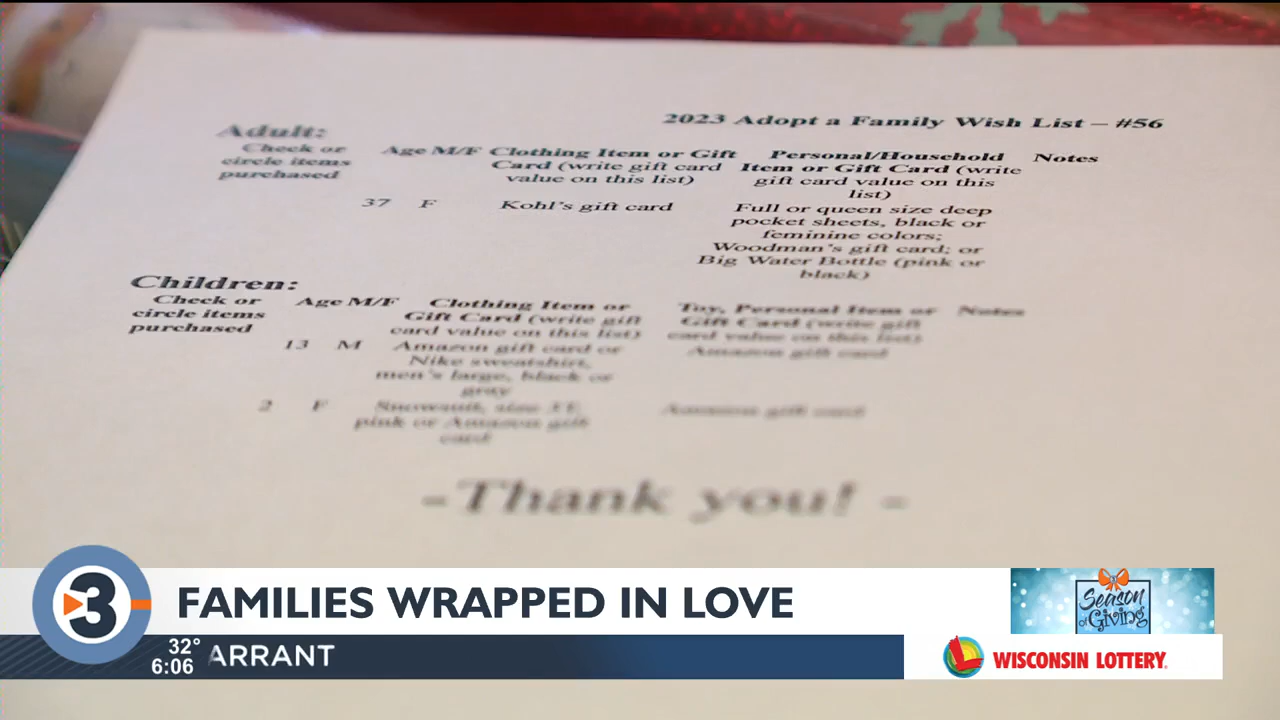 2023 Adopt a Family Wish List – #56
Adult:
Check or circle items purchased
Age M/F
Clothing Item or Gift Card (write gift card value on this list)
Personal/Household Item or Gift Card (write gift card value on this list)
Notes
37 F
Kohl's gift card
Full or queen size deep pocket sheets, black or feminine colors; Woodman's gift card; or Big Water Bottle (pink or black)
Children:
Check or circle items purchased
Age M/F
Clothing Item or Gift Card (write gift card value on this list)
Toy, Personal Item or Gift Card (write gift card value on this list)
Notes
13 M
Amazon gift card or Nike sweatshirt, men's large, black or gray
Amazon gift card
2 F
Snowsuit, size
pink or Amazon gift card
Amazon gift card
-Thank you! -
3
FAMILIES WRAPPED IN LOVE
Season of Giving
32°
6:06
ARRANT
WISCONSIN LOTTERY